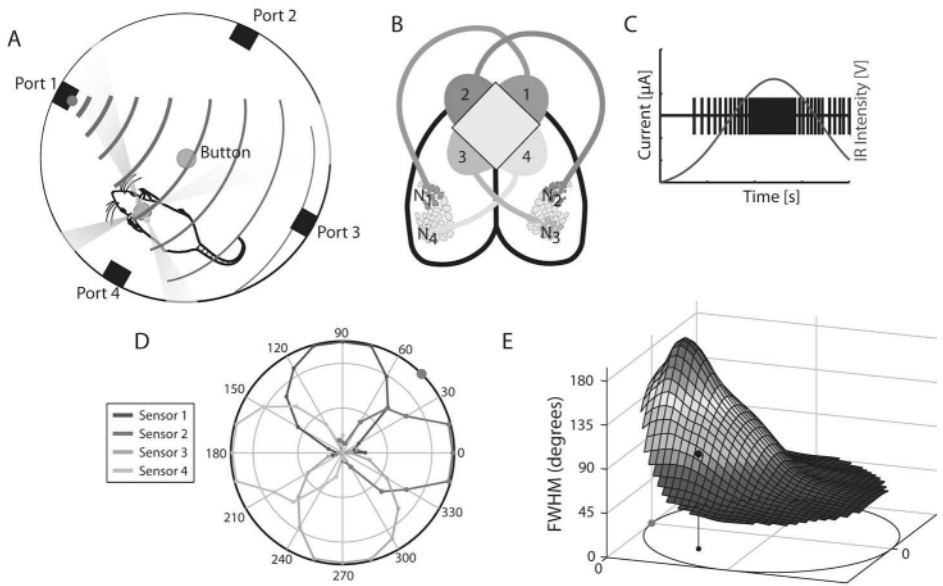 A
Port 1
Port 2
Button
Port 3
Port 4
B
2
1
3
4
N1
N2
N4
N3
C
Current [µA]
IR Intensity [V]
Time [s]
D
90
120
60
150
30
180
0
210
330
240
300
270
Sensor 1
Sensor 2
Sensor 3
Sensor 4
E
FWHM (degrees)
180
135
90
45
0
0
0